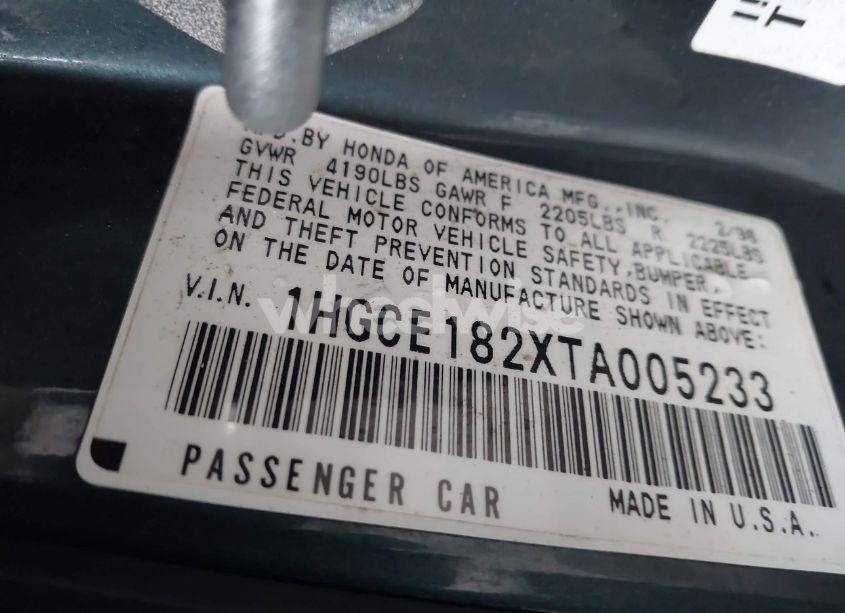 MFD. BY HONDA OF AMERICA MFG., INC. 2/96
GVWR 4190LBS GAWR F 2205LBS R 2225LBS
THIS VEHICLE CONFORMS TO ALL APPLICABLE
FEDERAL MOTOR VEHICLE SAFETY, BUMPER,
AND THEFT PREVENTION STANDARDS IN EFFECT
ON THE DATE OF MANUFACTURE SHOWN ABOVE:
V.I.N. 1HGCE182XTA005233
PASSENGER CAR MADE IN U.S.A.
wheelwise